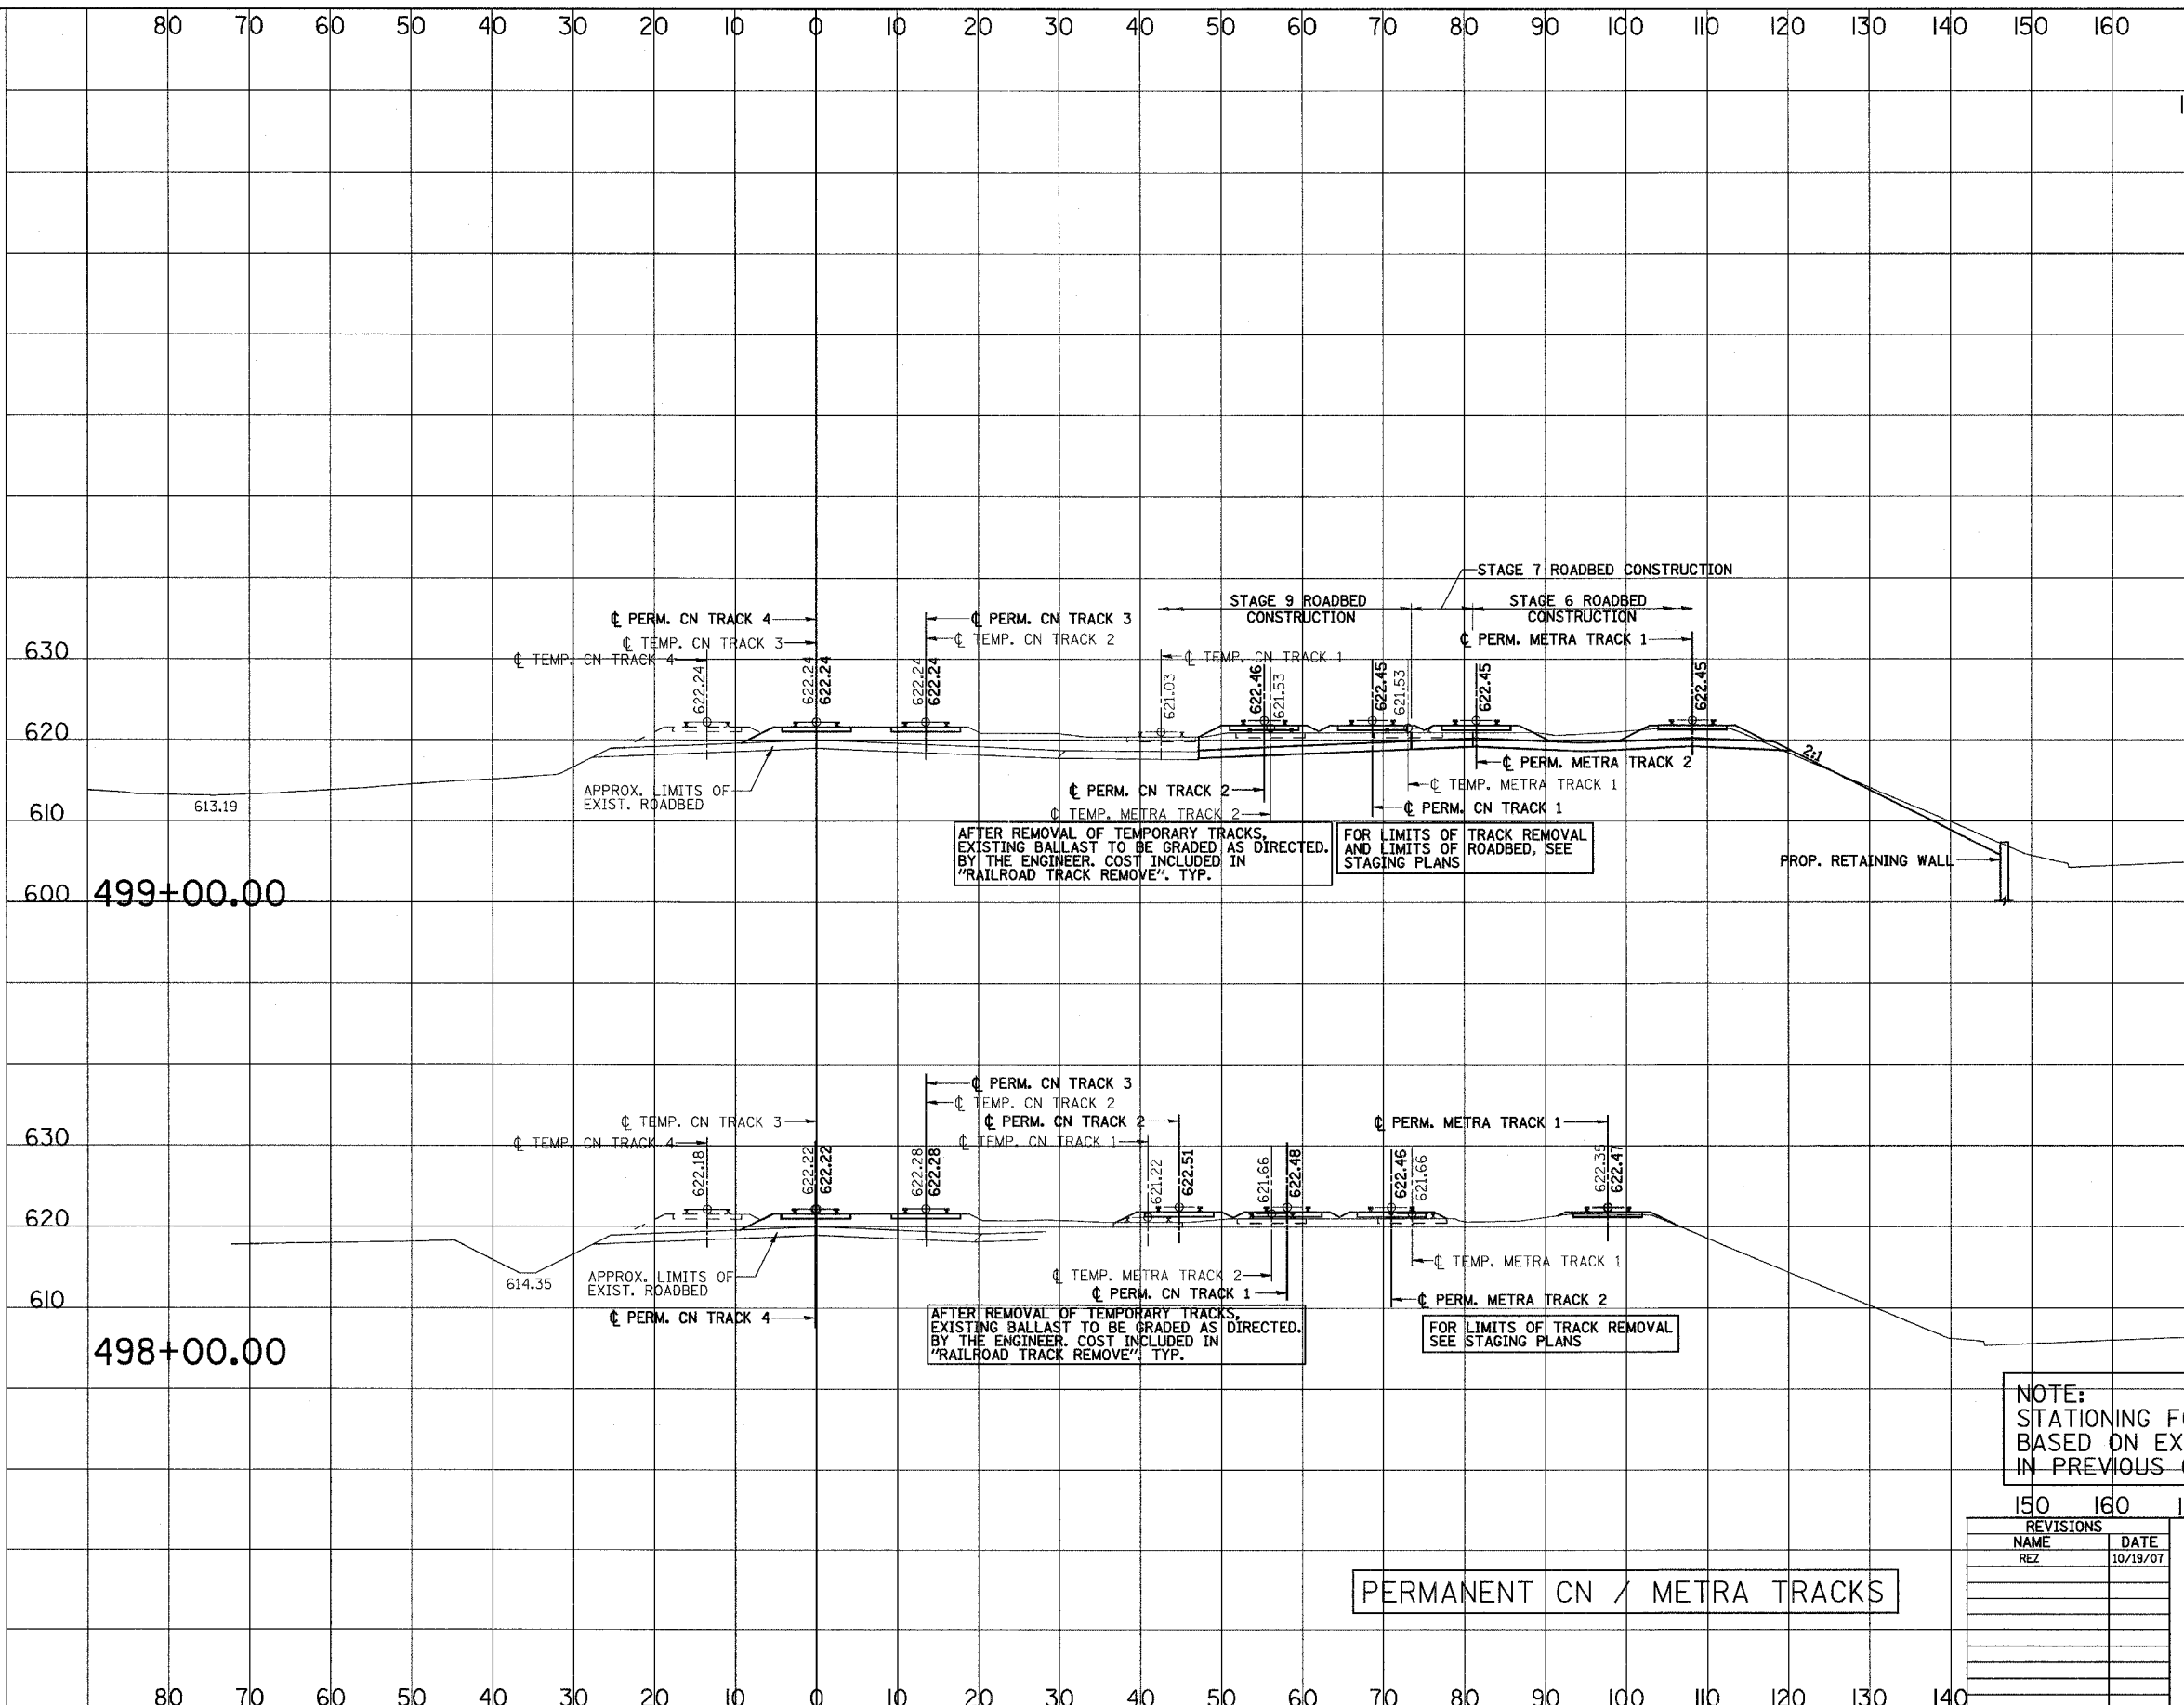 80 70 60 50 40 30 20 10 0 10 20 30 40 50 60 70 80 90 100 110 120 130 140 150 160
STAGE 7 ROADBED CONSTRUCTION
STAGE 9 ROADBED
CONSTRUCTION
STAGE 6 ROADBED
CONSTRUCTION
℄ PERM. CN TRACK 4
℄ PERM. CN TRACK 3
℄ TEMP. CN TRACK 3
℄ TEMP. CN TRACK 2
℄ PERM. METRA TRACK 1
630
℄ TEMP. CN TRACK 4
℄ TEMP. CN TRACK 1
622.24
622.24
622.24
622.24
622.24
621.03
622.46
621.53
622.45
621.53
622.45
622.45
620
2:1
℄ PERM. METRA TRACK 2
℄ TEMP. METRA TRACK 1
613.19
APPROX. LIMITS OF
EXIST. ROADBED
℄ PERM. CN TRACK 2
℄ PERM. CN TRACK 1
℄ TEMP. METRA TRACK 2
610
AFTER REMOVAL OF TEMPORARY TRACKS,
EXISTING BALLAST TO BE GRADED AS DIRECTED.
BY THE ENGINEER. COST INCLUDED IN
"RAILROAD TRACK REMOVE". TYP.
FOR LIMITS OF TRACK REMOVAL
AND LIMITS OF ROADBED, SEE
STAGING PLANS
PROP. RETAINING WALL
600
499+00.00
℄ PERM. CN TRACK 3
℄ TEMP. CN TRACK 2
℄ TEMP. CN TRACK 3
℄ PERM. CN TRACK 2
℄ PERM. METRA TRACK 1
630
℄ TEMP. CN TRACK 4
℄ TEMP. CN TRACK 1
622.18
622.22
622.22
622.28
622.28
621.22
622.51
621.66
622.48
622.46
621.66
622.35
622.47
620
614.35
APPROX. LIMITS OF
EXIST. ROADBED
℄ TEMP. METRA TRACK 1
℄ TEMP. METRA TRACK 2
℄ PERM. CN TRACK 1
℄ PERM. METRA TRACK 2
610
℄ PERM. CN TRACK 4
AFTER REMOVAL OF TEMPORARY TRACKS,
EXISTING BALLAST TO BE GRADED AS DIRECTED.
BY THE ENGINEER. COST INCLUDED IN
"RAILROAD TRACK REMOVE". TYP.
FOR LIMITS OF TRACK REMOVAL
SEE STAGING PLANS
498+00.00
NOTE:
STATIONING
BASED ON
IN PREVIOUS
150 160
REVISIONS
NAME DATE
REZ 10/19/07
PERMANENT CN / METRA TRACKS
80 70 60 50 40 30 20 10 0 10 20 30 40 50 60 70 80 90 100 110 120 130 140